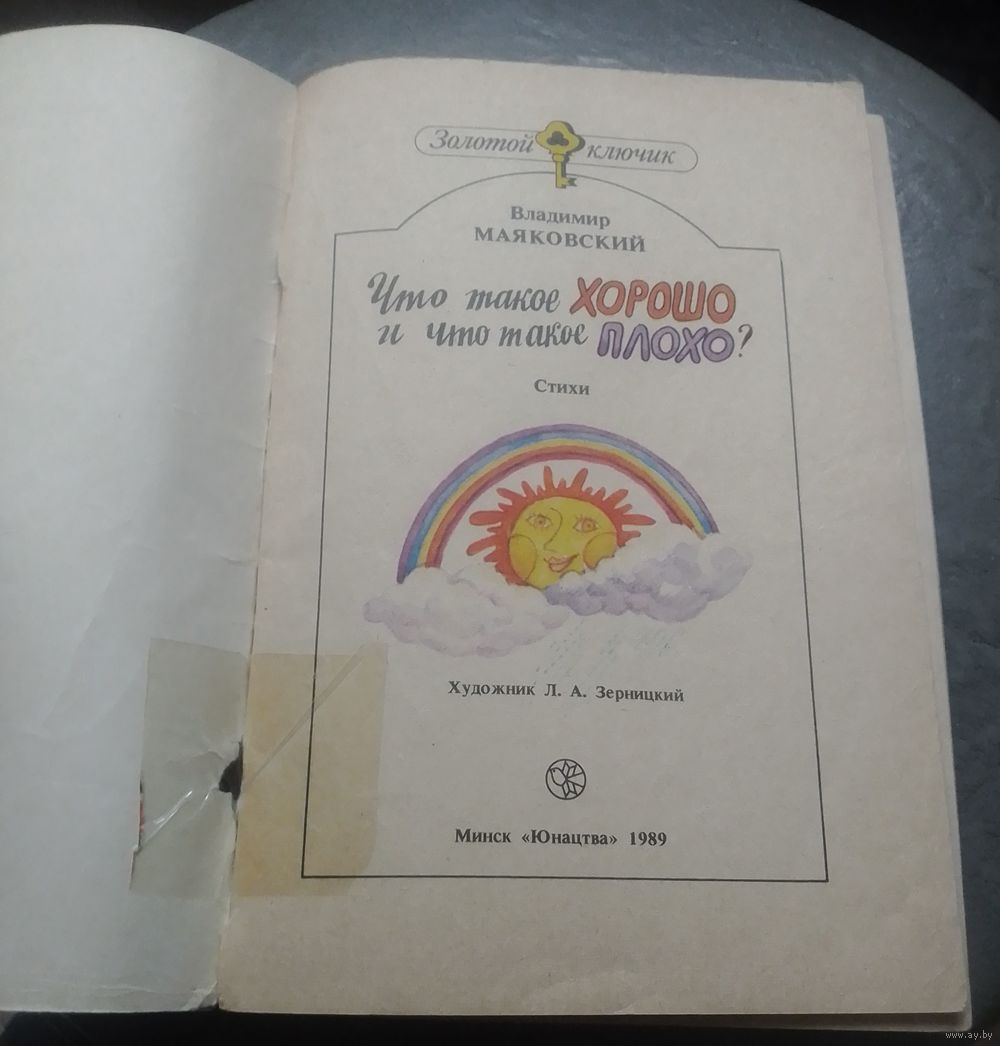 Золотой ключик
Владимир
МАЯКОВСКИЙ
Что такое ХОРОШО
и что такое ПЛОХО?
Стихи
Художник Л. А. Зерницкий
Минск «Юнацтва» 1989
www.ay.by